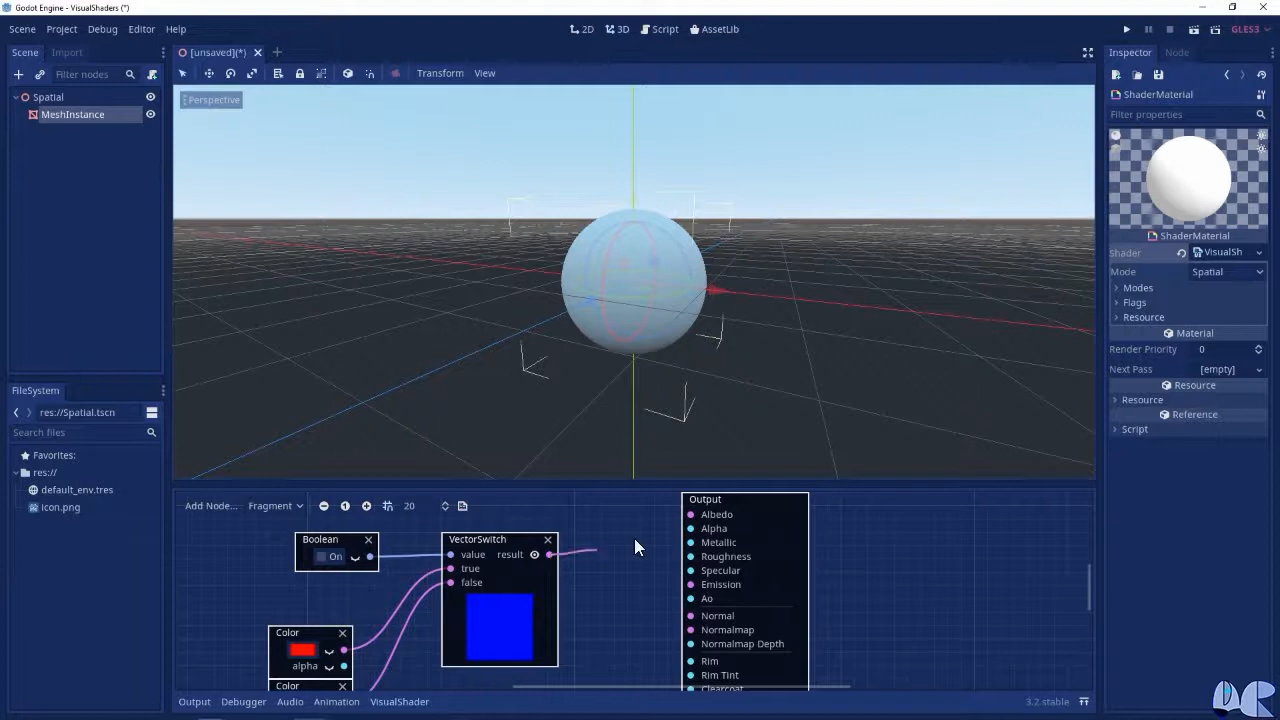 Godot Engine - VisualShaders (*)
Scene Project Debug Editor Help
2D 3D Script AssetLib
GLES3
Scene Import
[unsaved](*)
Inspector Node
Filter nodes
Transform View
Spatial
MeshInstance
Perspective
ShaderMaterial
Filter properties
ShaderMaterial
Shader VisualSh
Mode Spatial
Modes
Flags
Resource
Material
Render Priority 0
Next Pass [empty]
Resource
Resource
Reference
Script
FileSystem
res://Spatial.tscn
Search files
Favorites:
res://
default_env.tres
icon.png
Add Node... Fragment 20
Boolean
On
VectorSwitch
value result
true
false
Color
alpha
Color
Output
Albedo
Alpha
Metallic
Roughness
Specular
Emission
Ao
Normal
Normalmap
Normalmap Depth
Rim
Rim Tint
Clearcoat
Output Debugger Audio Animation VisualShader
3.2.stable